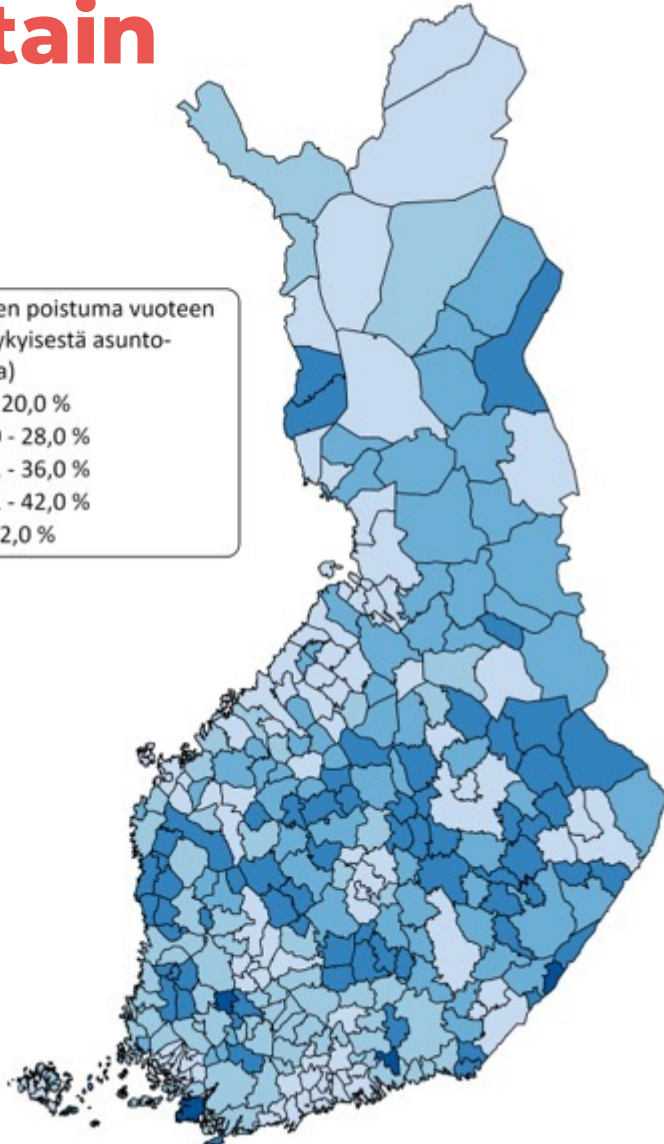 tain
en poistuma vuoteen
ykyisestä asunto-
a)
20,0 %
- 28,0 %
- 36,0 %
- 42,0 %
2,0 %